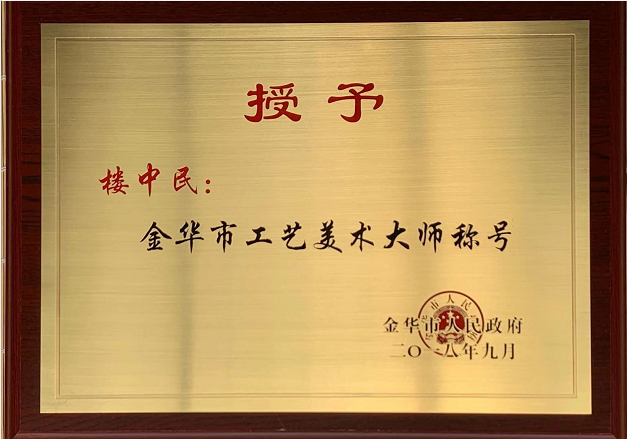 授予
楼中民：
金华市工艺美术大师称号
金华市人民政府
二〇一八年九月